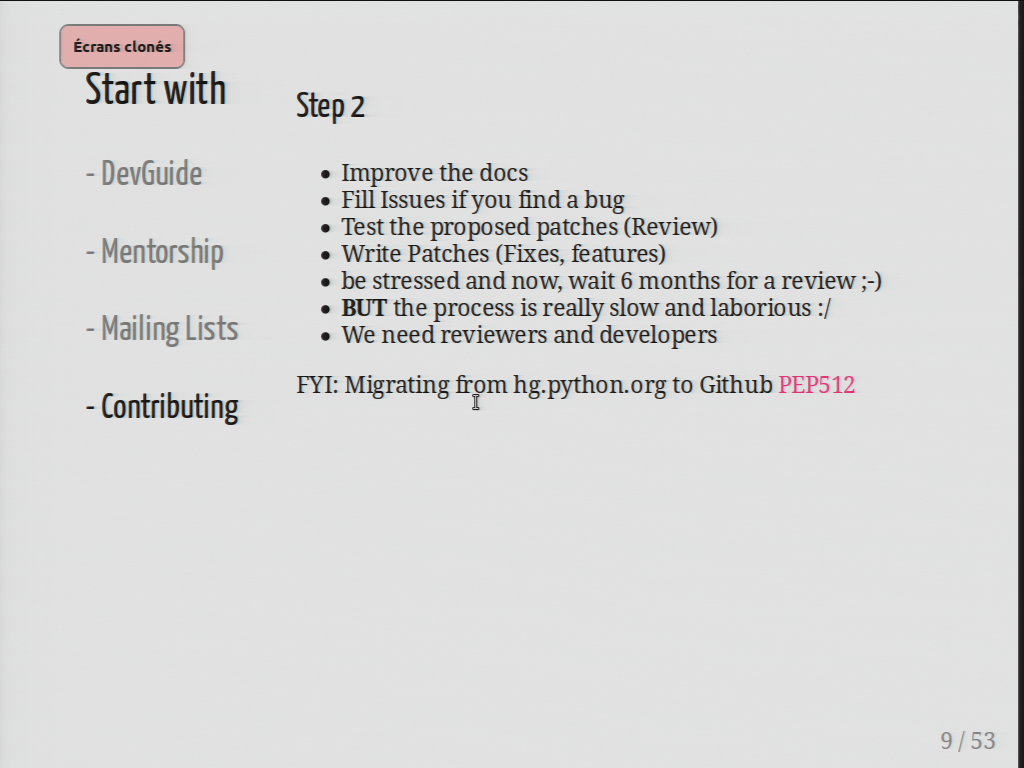 Écrans clonés
Start with
- DevGuide
- Mentorship
- Mailing Lists
- Contributing
Step 2
• Improve the docs
• Fill Issues if you find a bug
• Test the proposed patches (Review)
• Write Patches (Fixes, features)
• be stressed and now, wait 6 months for a review ;-)
• BUT the process is really slow and laborious :/
• We need reviewers and developers
FYI: Migrating from hg.python.org to Github PEP512
9 / 53